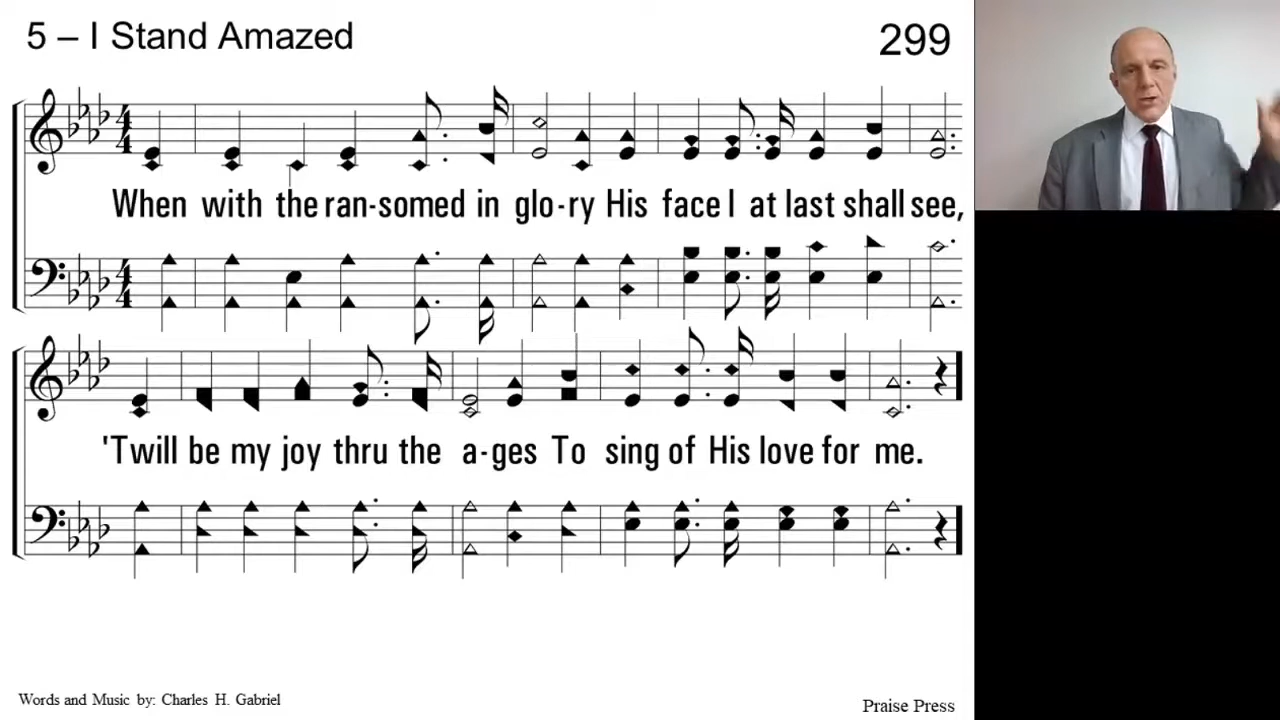 5 – I Stand Amazed
299
When with the ran-somed in glo-ry His face I at last shall see,
'Twill be my joy thru the a-ges To sing of His love for me.
Words and Music by: Charles H. Gabriel
Praise Press